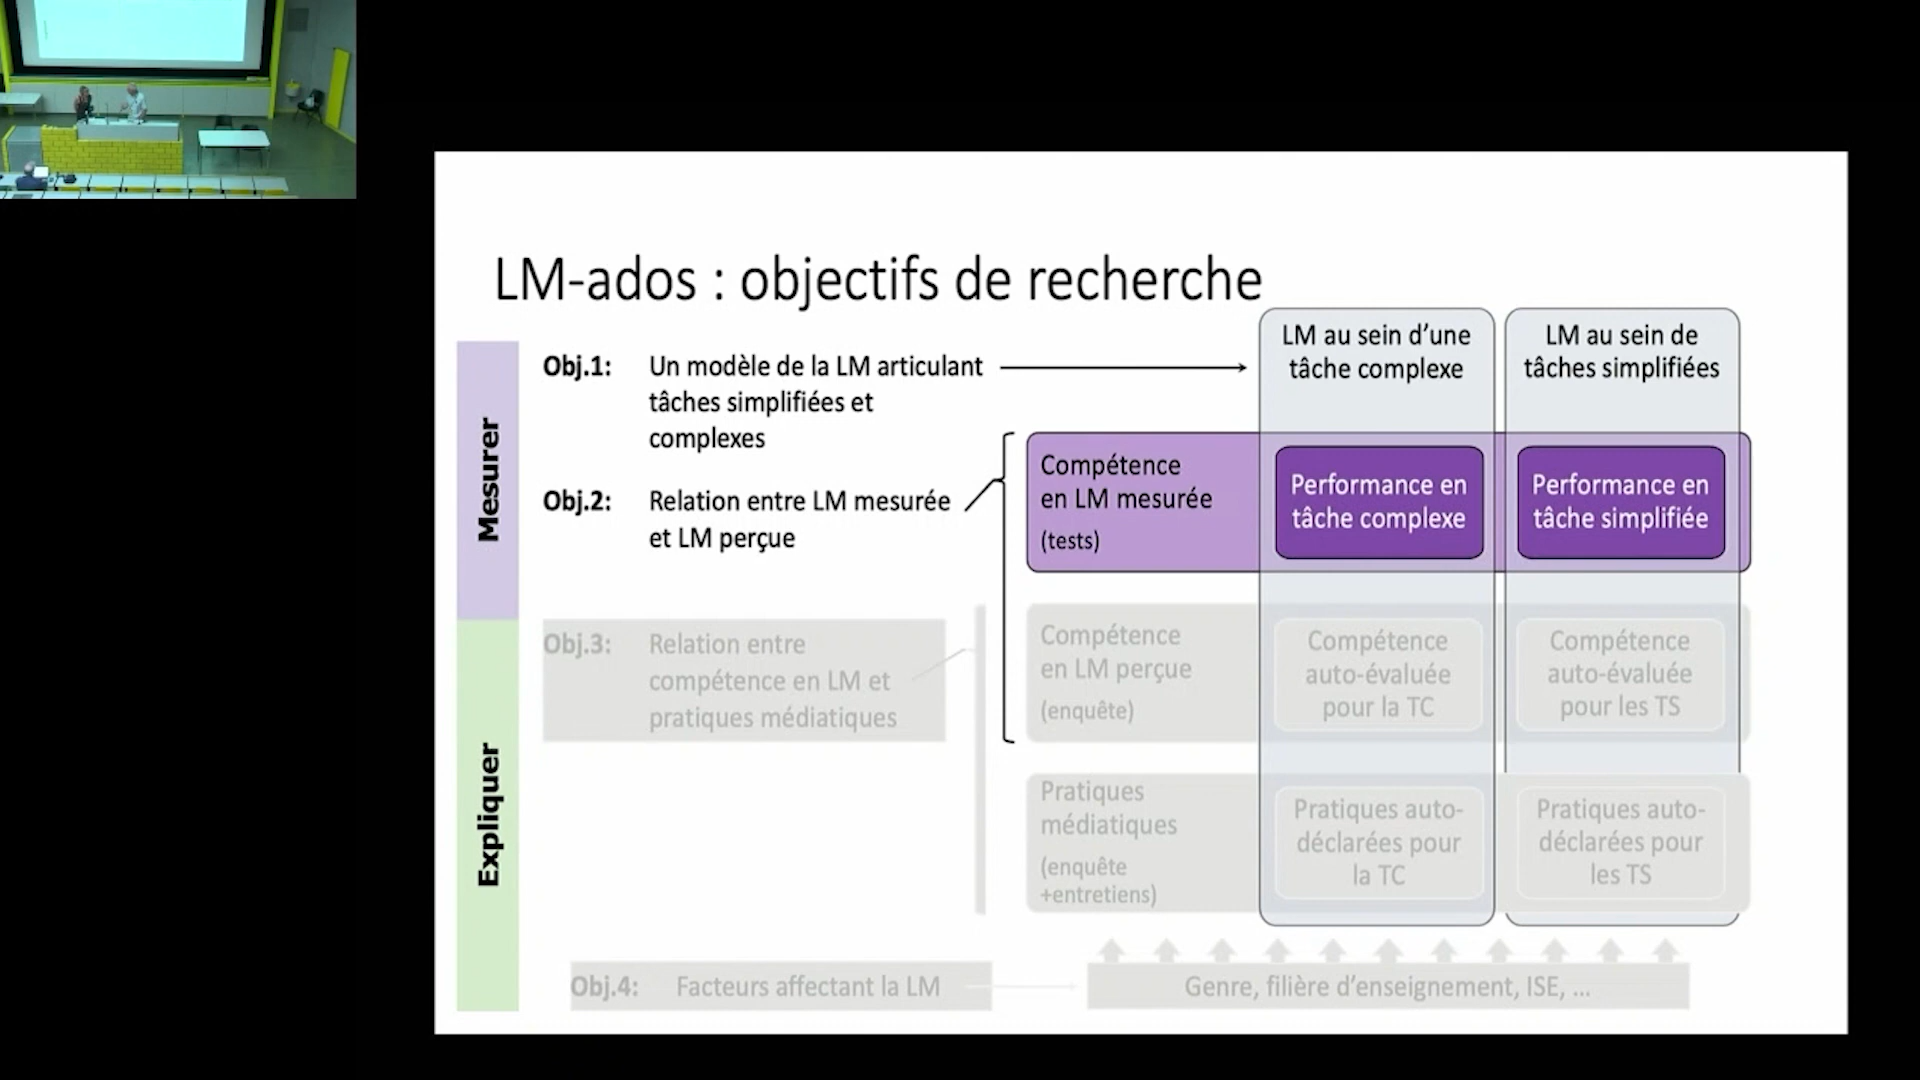 LM-ados : objectifs de recherche
Mesurer
Obj.1:
Un modèle de la LM articulant
tâches simplifiées et
complexes
Obj.2:
Relation entre LM mesurée
et LM perçue
LM au sein d’une
tâche complexe
LM au sein de
tâches simplifiées
Compétence
en LM mesurée
(tests)
Performance en
tâche complexe
Performance en
tâche simplifiée
Expliquer
Obj.3:
Relation entre
compétence en LM et
pratiques médiatiques
Compétence
en LM perçue
(enquête)
Compétence
auto-évaluée
pour la TC
Compétence
auto-évaluée
pour les TS
Pratiques
médiatiques
(enquête
+entretiens)
Pratiques auto-
déclarées pour
la TC
Pratiques auto-
déclarées pour
les TS
Obj.4:
Facteurs affectant la LM
Genre, filière d’enseignement, ISE, ...